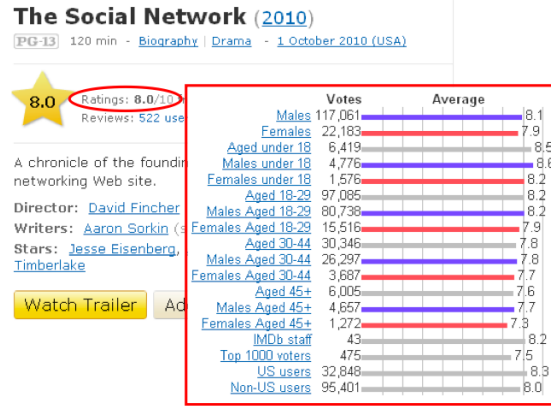 The Social Network (2010)
PG-13 120 min - Biography | Drama - 1 October 2010 (USA)
8.0
Ratings: 8.0/10
Reviews: 522 use
A chronicle of the foundin
networking Web site.
Director: David Fincher
Writers: Aaron Sorkin (s
Stars: Jesse Eisenberg,
Timberlake
Watch Trailer
Ad
Votes Average
Males 117,061 8.1
Females 22,183 7.9
Aged under 18 6,419 8.5
Males under 18 4,776 8.6
Females under 18 1,576 8.2
Aged 18-29 97,085 8.2
Males Aged 18-29 80,738 8.2
Females Aged 18-29 15,516 7.9
Aged 30-44 30,346 7.8
Males Aged 30-44 26,297 7.8
Females Aged 30-44 3,687 7.7
Aged 45+ 6,005 7.6
Males Aged 45+ 4,657 7.7
Females Aged 45+ 1,272 7.3
IMDb staff 43 8.2
Top 1000 voters 475 7.5
US users 32,848 8.3
Non-US users 95,401 8.0